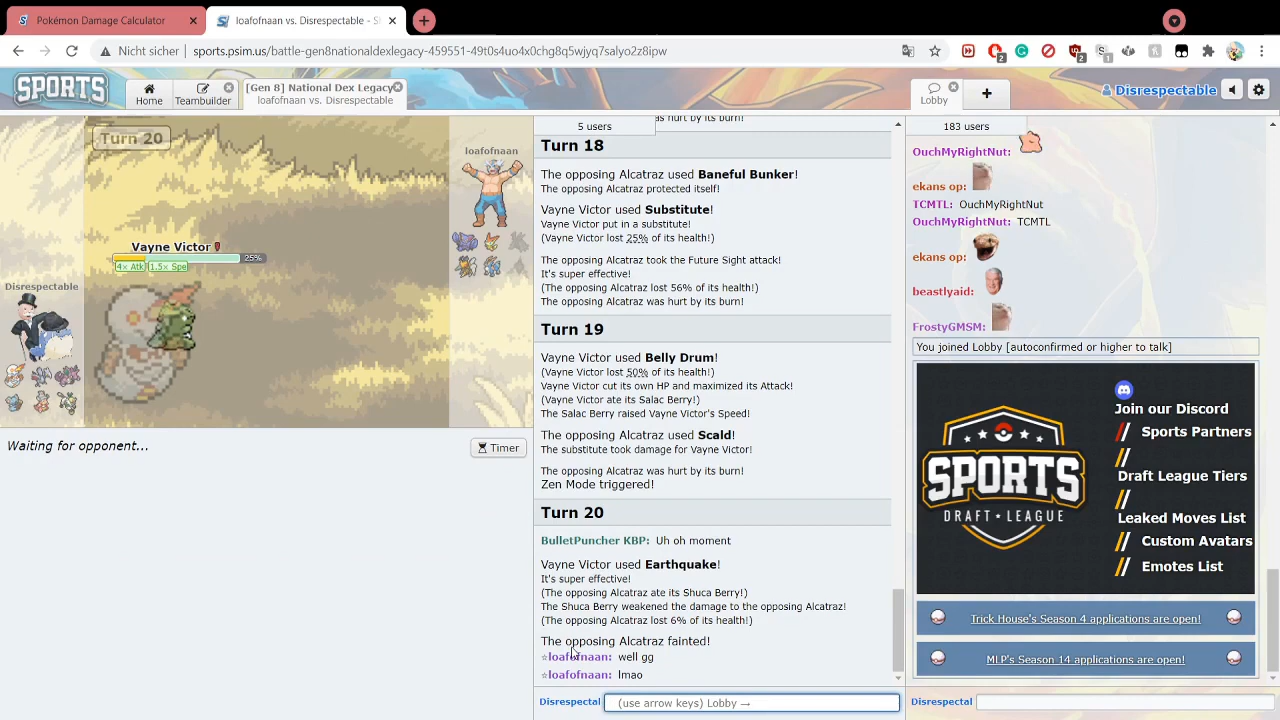 Pokémon Damage Calculator
loafofnaan vs. Disrespectable - S
Nicht sicher
sports.psim.us/battle-gen8nationaldexlegacy-459551-49t0s4uo4x0chg8q5wjyq7salyo2z8ipw
2
2
1
SPORTS
Home
Teambuilder
[Gen 8] National Dex Legacy
loafofnaan vs. Disrespectable
Lobby
Disrespectable
Turn 20
loafofnaan
Vayne Victor
25%
4× Atk
1.5× Spe
Disrespectable
Waiting for opponent...
Timer
5 users
as hurt by its burn!
Turn 18
The opposing Alcatraz used Baneful Bunker!
The opposing Alcatraz protected itself!
Vayne Victor used Substitute!
Vayne Victor put in a substitute!
(Vayne Victor lost 25% of its health!)
The opposing Alcatraz took the Future Sight attack!
It's super effective!
(The opposing Alcatraz lost 56% of its health!)
The opposing Alcatraz was hurt by its burn!
Turn 19
Vayne Victor used Belly Drum!
(Vayne Victor lost 50% of its health!)
Vayne Victor cut its own HP and maximized its Attack!
(Vayne Victor ate its Salac Berry!)
The Salac Berry raised Vayne Victor's Speed!
The opposing Alcatraz used Scald!
The substitute took damage for Vayne Victor!
The opposing Alcatraz was hurt by its burn!
Zen Mode triggered!
Turn 20
BulletPuncher KBP: Uh oh moment
Vayne Victor used Earthquake!
It's super effective!
(The opposing Alcatraz ate its Shuca Berry!)
The Shuca Berry weakened the damage to the opposing Alcatraz!
(The opposing Alcatraz lost 6% of its health!)
The opposing Alcatraz fainted!
☆loafofnaan: well gg
☆loafofnaan: lmao
Disrespectal
(use arrow keys) Lobby →
183 users
OuchMyRightNut:
ekans op:
TCMTL: OuchMyRightNut
OuchMyRightNut: TCMTL
ekans op:
beastlyaid:
FrostyGMSM:
You joined Lobby [autoconfirmed or higher to talk]
SPORTS
DRAFT LEAGUE
Join our Discord
// Sports Partners
//
Draft League Tiers
//
Leaked Moves List
// Custom Avatars
// Emotes List
Trick House's Season 4 applications are open!
MLP's Season 14 applications are open!
Disrespectal